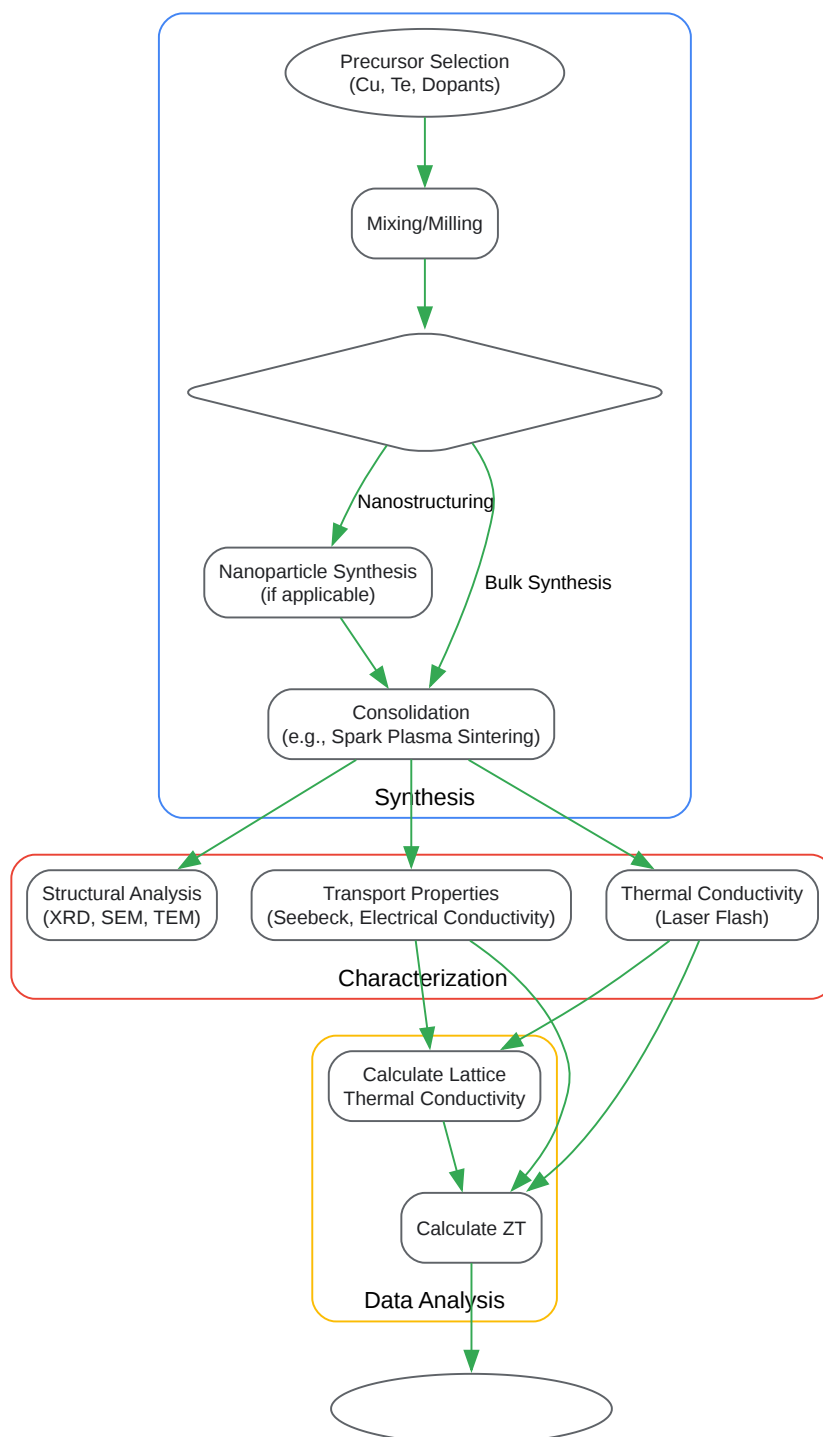 Precursor Selection
(Cu, Te, Dopants)
Mixing/Milling
Nanostructuring
Nanoparticle Synthesis
(if applicable)
Bulk Synthesis
Consolidation
(e.g., Spark Plasma Sintering)
Synthesis
Structural Analysis
(XRD, SEM, TEM)
Transport Properties
(Seebeck, Electrical Conductivity)
Thermal Conductivity
(Laser Flash)
Characterization
Calculate Lattice
Thermal Conductivity
Calculate ZT
Data Analysis